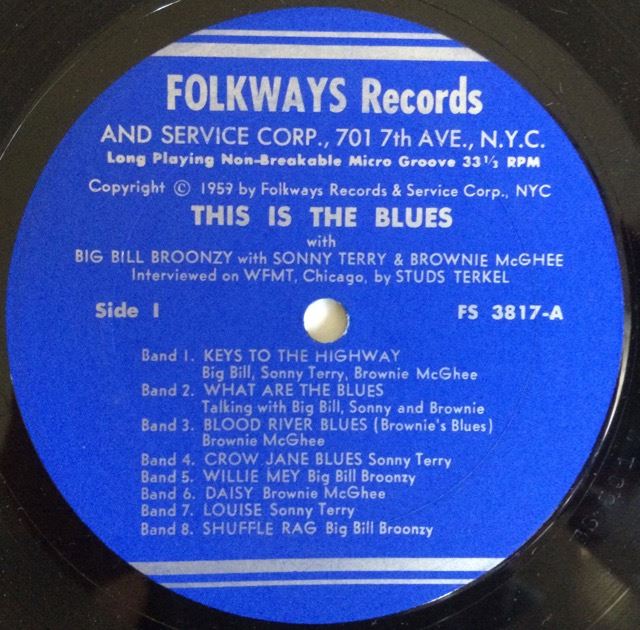 FOLKWAYS Records
AND SERVICE CORP., 701 7th AVE., N.Y.C.
Long Playing Non-Breakable Micro Groove 33⅓ RPM
Copyright © 1959 by Folkways Records & Service Corp., NYC
THIS IS THE BLUES
with
BIG BILL BROONZY with SONNY TERRY & BROWNIE McGHEE
Interviewed on WFMT, Chicago, by STUDS TERKEL
Side I FS 3817-A
Band 1. KEYS TO THE HIGHWAY
Big Bill, Sonny Terry, Brownie McGhee
Band 2. WHAT ARE THE BLUES
Talking with Big Bill, Sonny and Brownie
Band 3. BLOOD RIVER BLUES (Brownie's Blues)
Brownie McGhee
Band 4. CROW JANE BLUES Sonny Terry
Band 5. WILLIE MEY Big Bill Broonzy
Band 6. DAISY Brownie McGhee
Band 7. LOUISE Sonny Terry
Band 8. SHUFFLE RAG Big Bill Broonzy